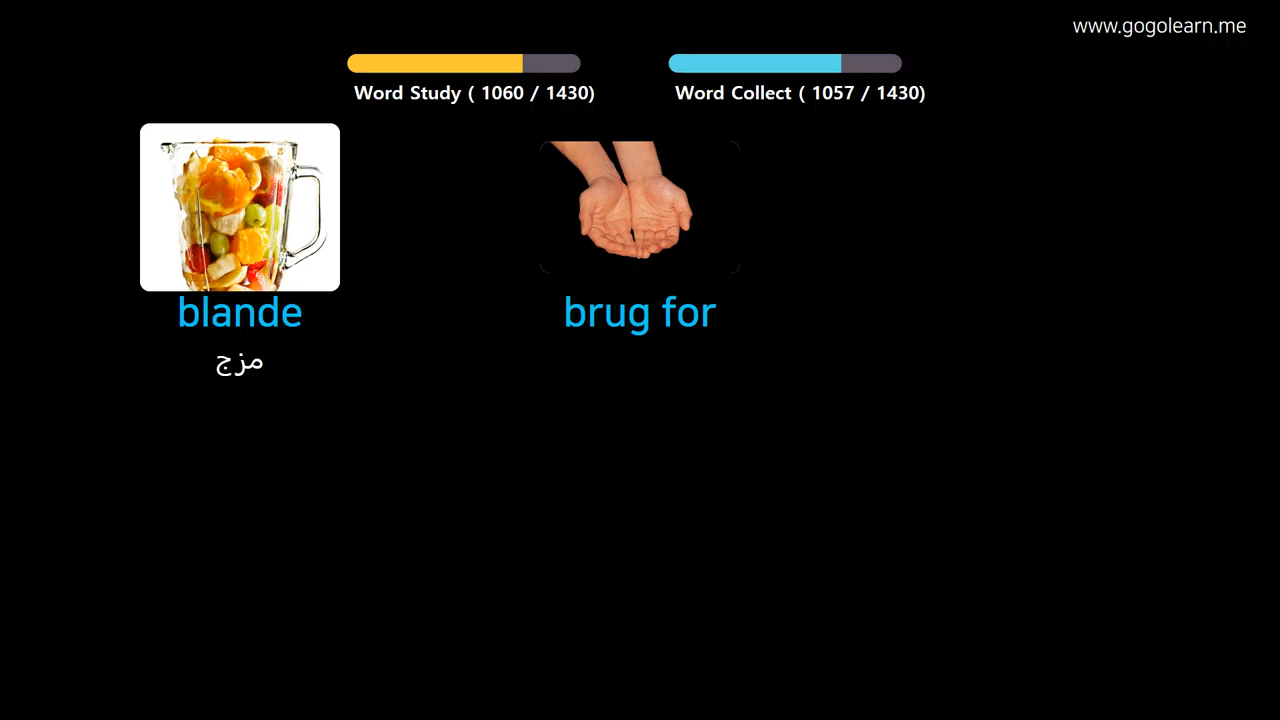 www.gogolearn.me
Word Study ( 1060 / 1430)
Word Collect ( 1057 / 1430)
blande
brug for
مزج